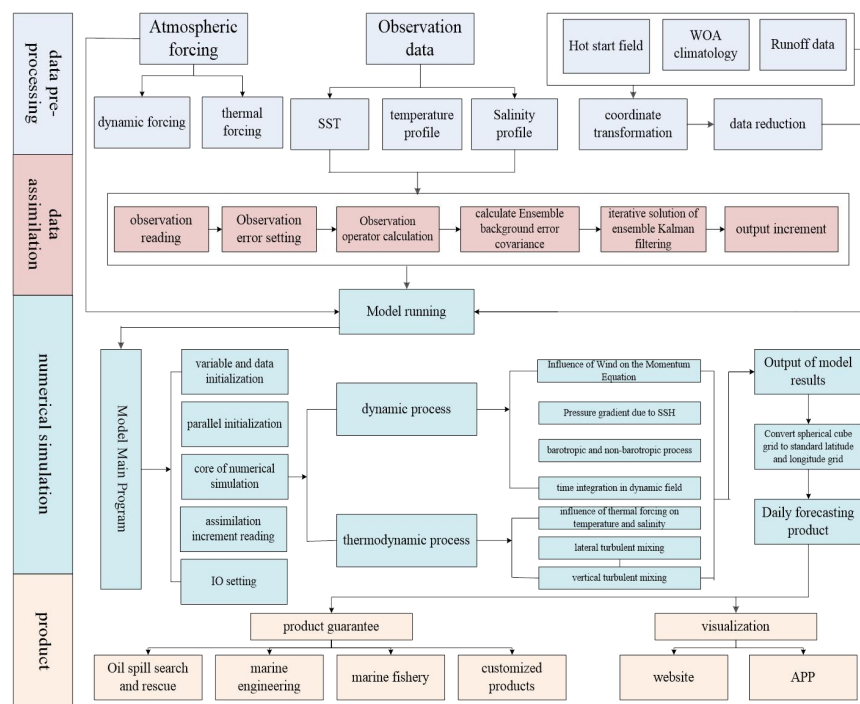 data pre-
processing
Atmospheric
forcing
Observation
data
Hot start field
WOA
climatology
Runoff data
dynamic forcing
thermal
forcing
SST
temperature
profile
Salinity
profile
coordinate
transformation
data reduction
data
assimilation
observation
reading
Observation
error setting
Observation
operator calculation
calculate Ensemble
background error
covariance
iterative solution of
ensemble Kalman
filtering
output increment
numerical simulation
Model running
Model Main Program
variable and data
initialization
parallel initialization
core of numerical
simulation
assimilation
increment reading
IO setting
dynamic process
thermodynamic process
Influence of Wind on the Momentum
Equation
Pressure gradient due to SSH
barotropic and non-barotropic process
time integration in dynamic field
influence of thermal forcing on
temperature and salinity
lateral turbulent mixing
vertical turbulent mixing
Output of model
results
Convert spherical cube
grid to standard latitude
and longitude grid
Daily forecasting
product
product
product guarantee
visualization
Oil spill search
and rescue
marine
engineering
marine fishery
customized
products
website
APP